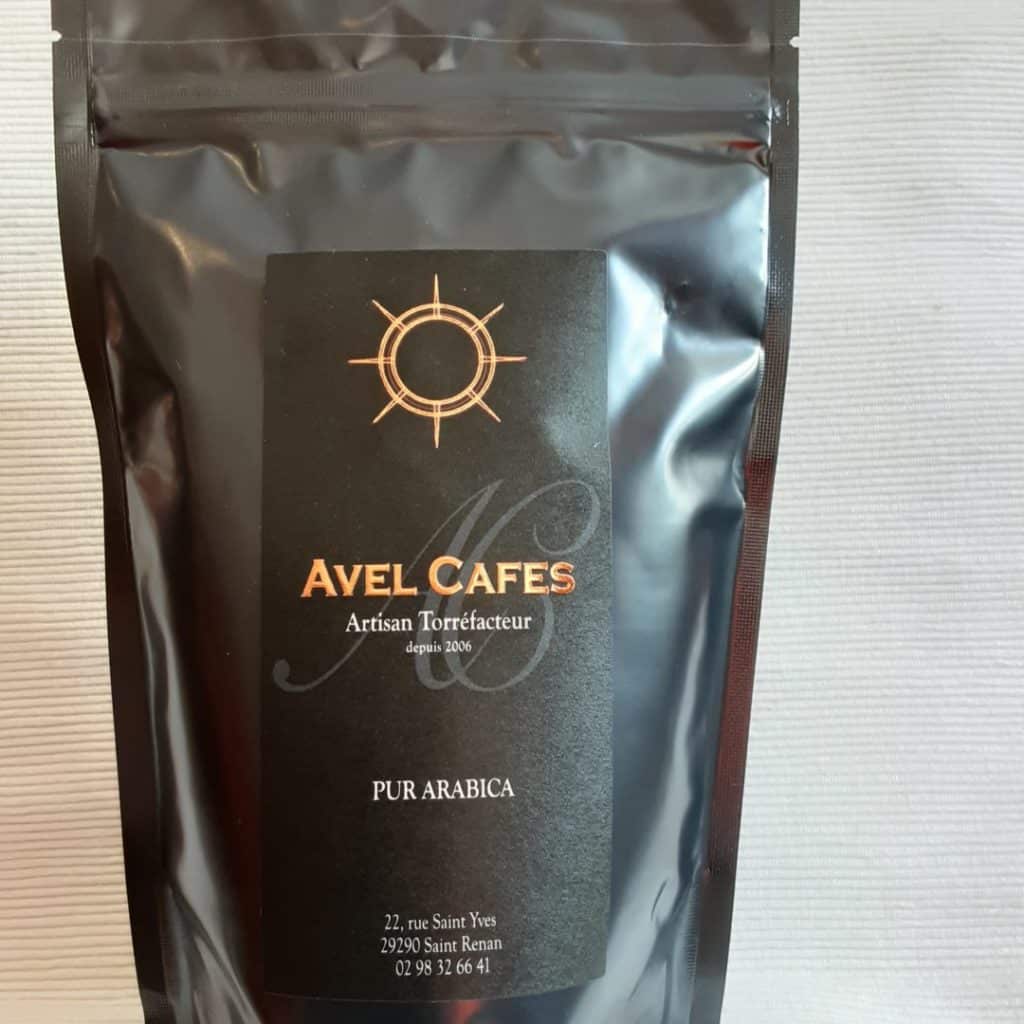 AC
AVEL CAFES
Artisan Torréfacteur
depuis 2006
PUR ARABICA
22, rue Saint Yves
29290 Saint Renan
02 98 32 66 41